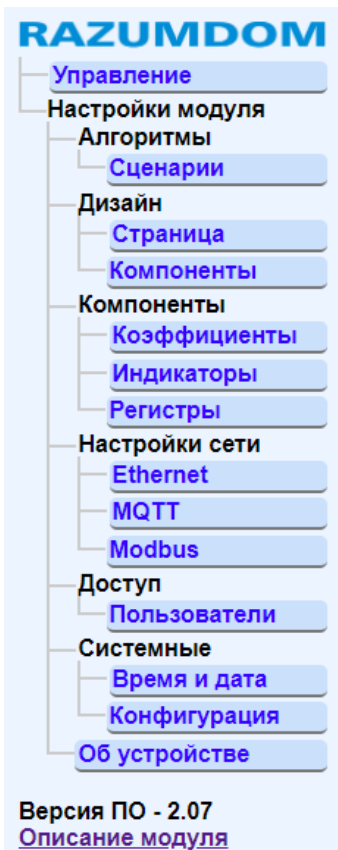 RAZUMDOM
Управление
Настройки модуля
Алгоритмы
Сценарии
Дизайн
Страница
Компоненты
Компоненты
Коэффициенты
Индикаторы
Регистры
Настройки сети
Ethernet
MQTT
Modbus
Доступ
Пользователи
Системные
Время и дата
Конфигурация
Об устройстве
Версия ПО - 2.07
Описание модуля